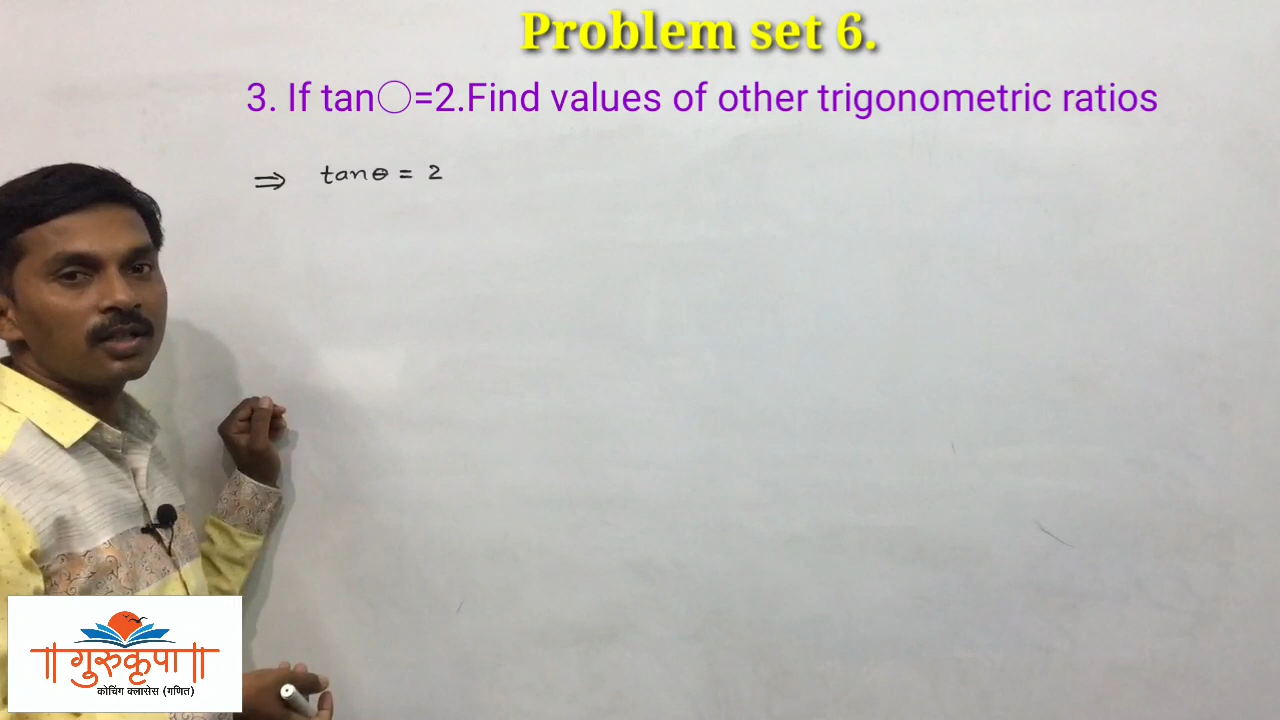 Problem set 6.
3. If tan◯=2.Find values of other trigonometric ratios
⇒ tanθ = 2
॥ गुरुकृपा ॥
कोचिंग क्लासेस (गणित)